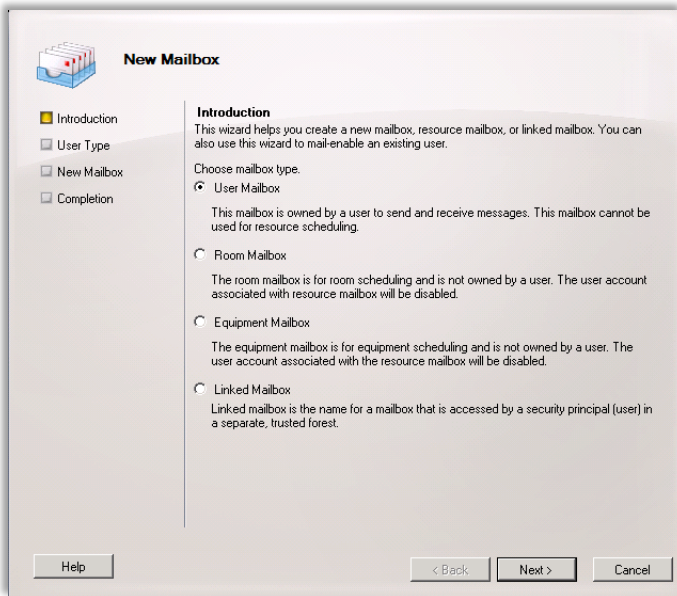 New Mailbox
Introduction
User Type
New Mailbox
Completion
Introduction
This wizard helps you create a new mailbox, resource mailbox, or linked mailbox. You can
also use this wizard to mail-enable an existing user.
Choose mailbox type.
User Mailbox
This mailbox is owned by a user to send and receive messages. This mailbox cannot be
used for resource scheduling.
Room Mailbox
The room mailbox is for room scheduling and is not owned by a user. The user account
associated with resource mailbox will be disabled.
Equipment Mailbox
The equipment mailbox is for equipment scheduling and is not owned by a user. The
user account associated with the resource mailbox will be disabled.
Linked Mailbox
Linked mailbox is the name for a mailbox that is accessed by a security principal (user) in
a separate, trusted forest.
Help
< Back
Next >
Cancel